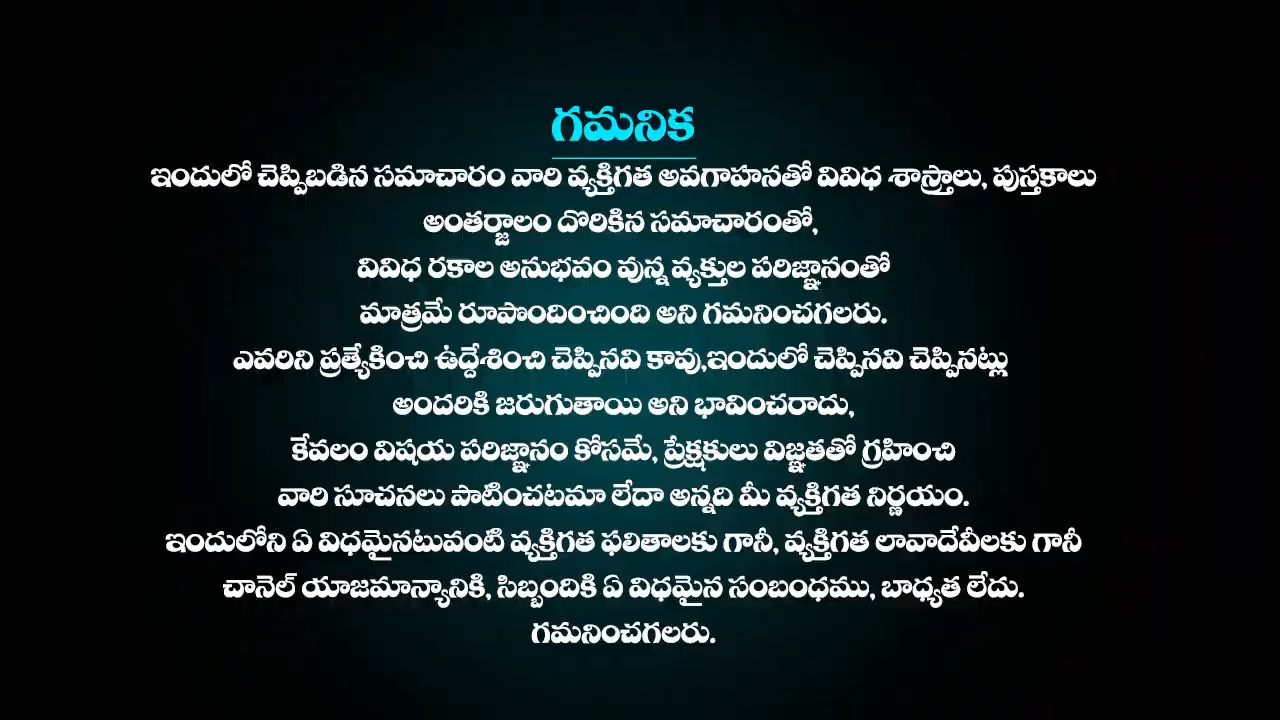 గమనిక
ఇందులో చెప్పిబడిన సమాచారం వారి వ్యక్తిగత అవగాహనతో వివిధ శాస్త్రాలు, పుస్తకాలు
అంతర్జాలం దొరికిన సమాచారంతో,
వివిధ రకాల అనుభవం వున్న వ్యక్తుల పరిజ్ఞానంతో
మాత్రమే రూపొందించింది అని గమనించగలరు.
ఎవరిని ప్రత్యేకించి ఉద్దేశించి చెప్పినవి కావు,ఇందులో చెప్పినవి చెప్పినట్లు
అందరికి జరుగుతాయి అని భావించరాదు,
కేవలం విషయ పరిజ్ఞానం కోసమే, ప్రేక్షకులు విజ్ఞతతో గ్రహించి
వారి సూచనలు పాటించటమా లేదా అన్నది మీ వ్యక్తిగత నిర్ణయం.
ఇందులోని ఏ విధమైనటువంటి వ్యక్తిగత ఫలితాలకు గానీ, వ్యక్తిగత లావాదేవీలకు గానీ
చానెల్ యాజమాన్యానికి, సిబ్బందికి ఏ విధమైన సంబంధము, బాధ్యత లేదు.
గమనించగలరు.